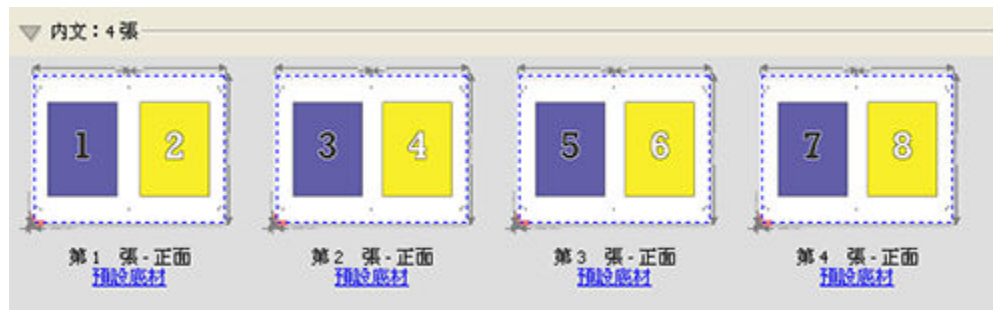 內文：4 張
1 2 3 4 5 6 7 8
第 1 張 - 正面 第 2 張 - 正面 第 3 張 - 正面 第 4 張 - 正面
預設底材 預設底材 預設底材 預設底材